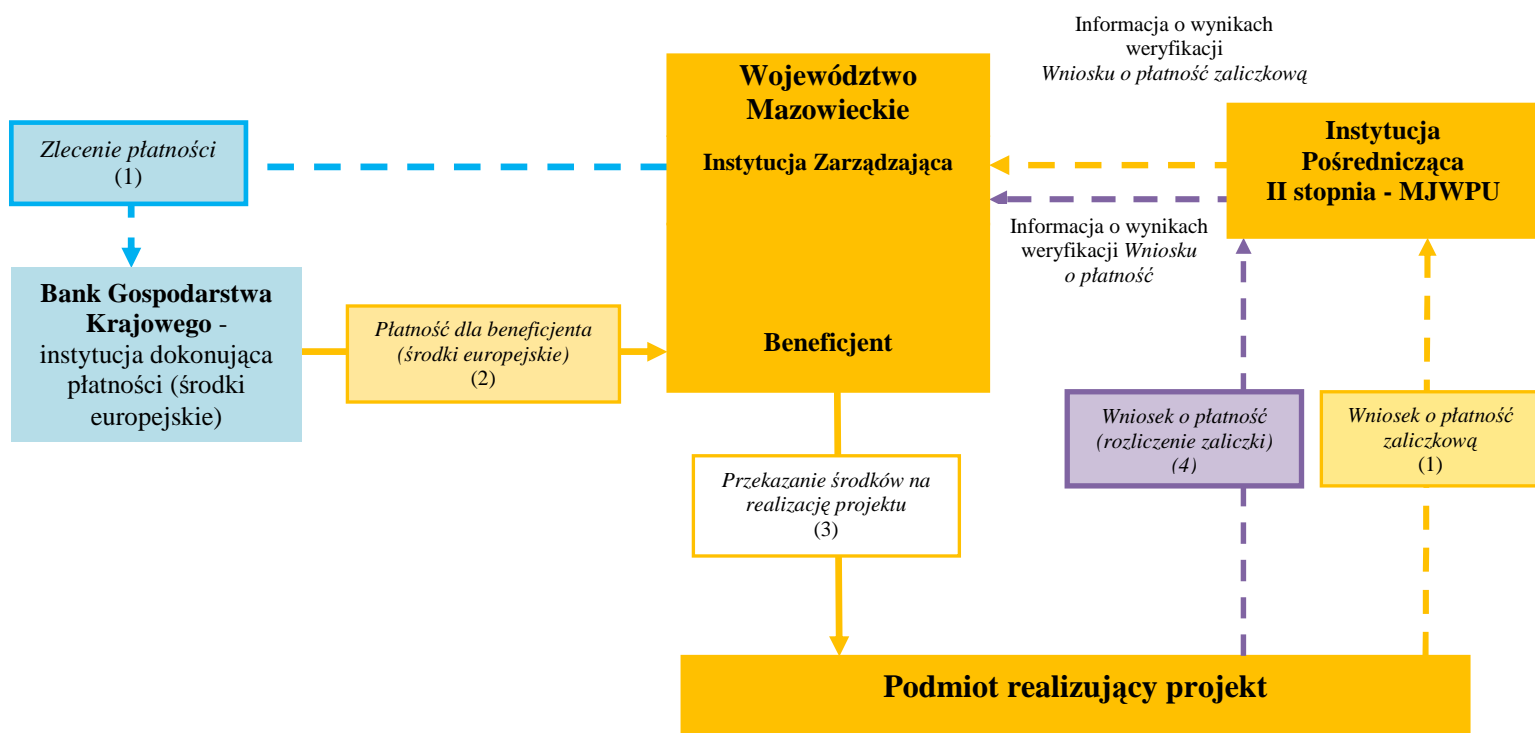 Informacja o wynikach
weryfikacji
Wniosku o płatność zaliczkową
Województwo
Mazowieckie
Instytucja Zarządzająca
Beneficjent
Zlecenie płatności
(1)
Instytucja
Pośrednicząca
II stopnia - MJWPU
Informacja o wynikach
weryfikacji Wniosku
o płatność
Bank Gospodarstwa
Krajowego -
instytucja dokonująca
płatności (środki
europejskie)
Płatność dla beneficjenta
(środki europejskie)
(2)
Wniosek o płatność
(rozliczenie zaliczki)
(4)
Wniosek o płatność
zaliczkową
(1)
Przekazanie środków na
realizację projektu
(3)
Podmiot realizujący projekt